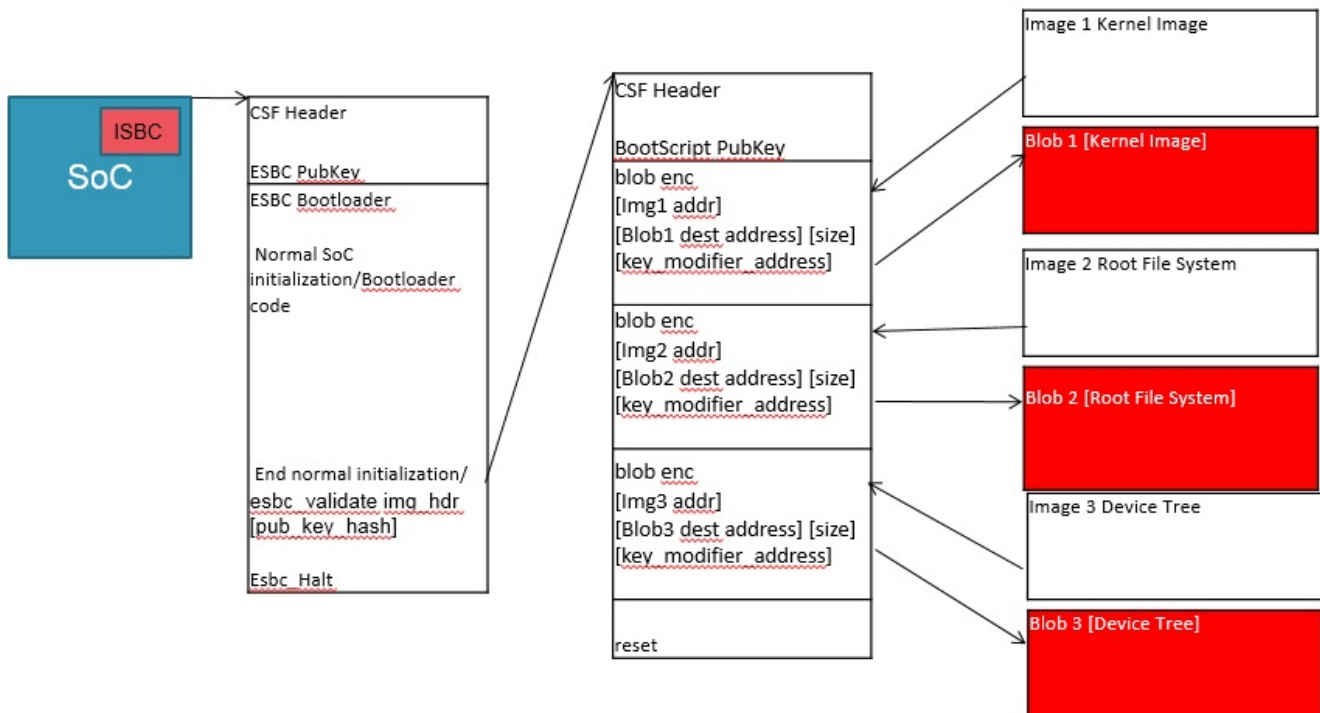 ISBC
SoC
CSF Header
ESBC PubKey
ESBC Bootloader
Normal SoC
initialization/Bootloader
code
End normal initialization/
esbc_validate img_hdr
[pub_key_hash]
Esbc_Halt
CSF Header
BootScript PubKey
blob enc
[Img1 addr]
[Blob1 dest address] [size]
[key_modifier_address]
blob enc
[Img2 addr]
[Blob2 dest address] [size]
[key_modifier_address]
blob enc
[Img3 addr]
[Blob3 dest address] [size]
[key_modifier_address]
reset
Image 1 Kernel Image
Blob 1 [Kernel Image]
Image 2 Root File System
Blob 2 [Root File System]
Image 3 Device Tree
Blob 3 [Device Tree]